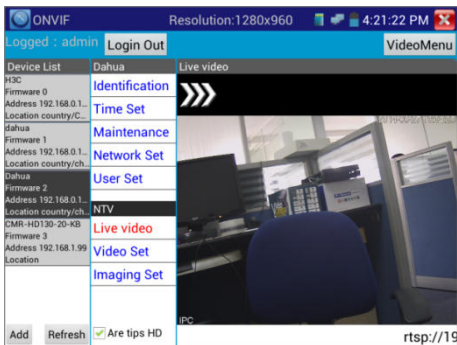 ONVIF
Resolution:1280x960
4:21:22 PM
Logged : admin
Login Out
VideoMenu
Device List
Dahua
Live video
H3C
Firmware 0
Address 192.168.0.1..
Location country/C...
dahua
Firmware 1
Address 192.168.0.1..
Location country/ch..
Dahua
Firmware 2
Address 192.168.0.1..
Location country/ch..
CMR-HD130-20-KB
Firmware 3
Address 192.168.1.99
Location
Add
Refresh
Identification
Time Set
Maintenance
Network Set
User Set
NTV
Live video
Video Set
Imaging Set
Are tips HD
IPC
rtsp://19